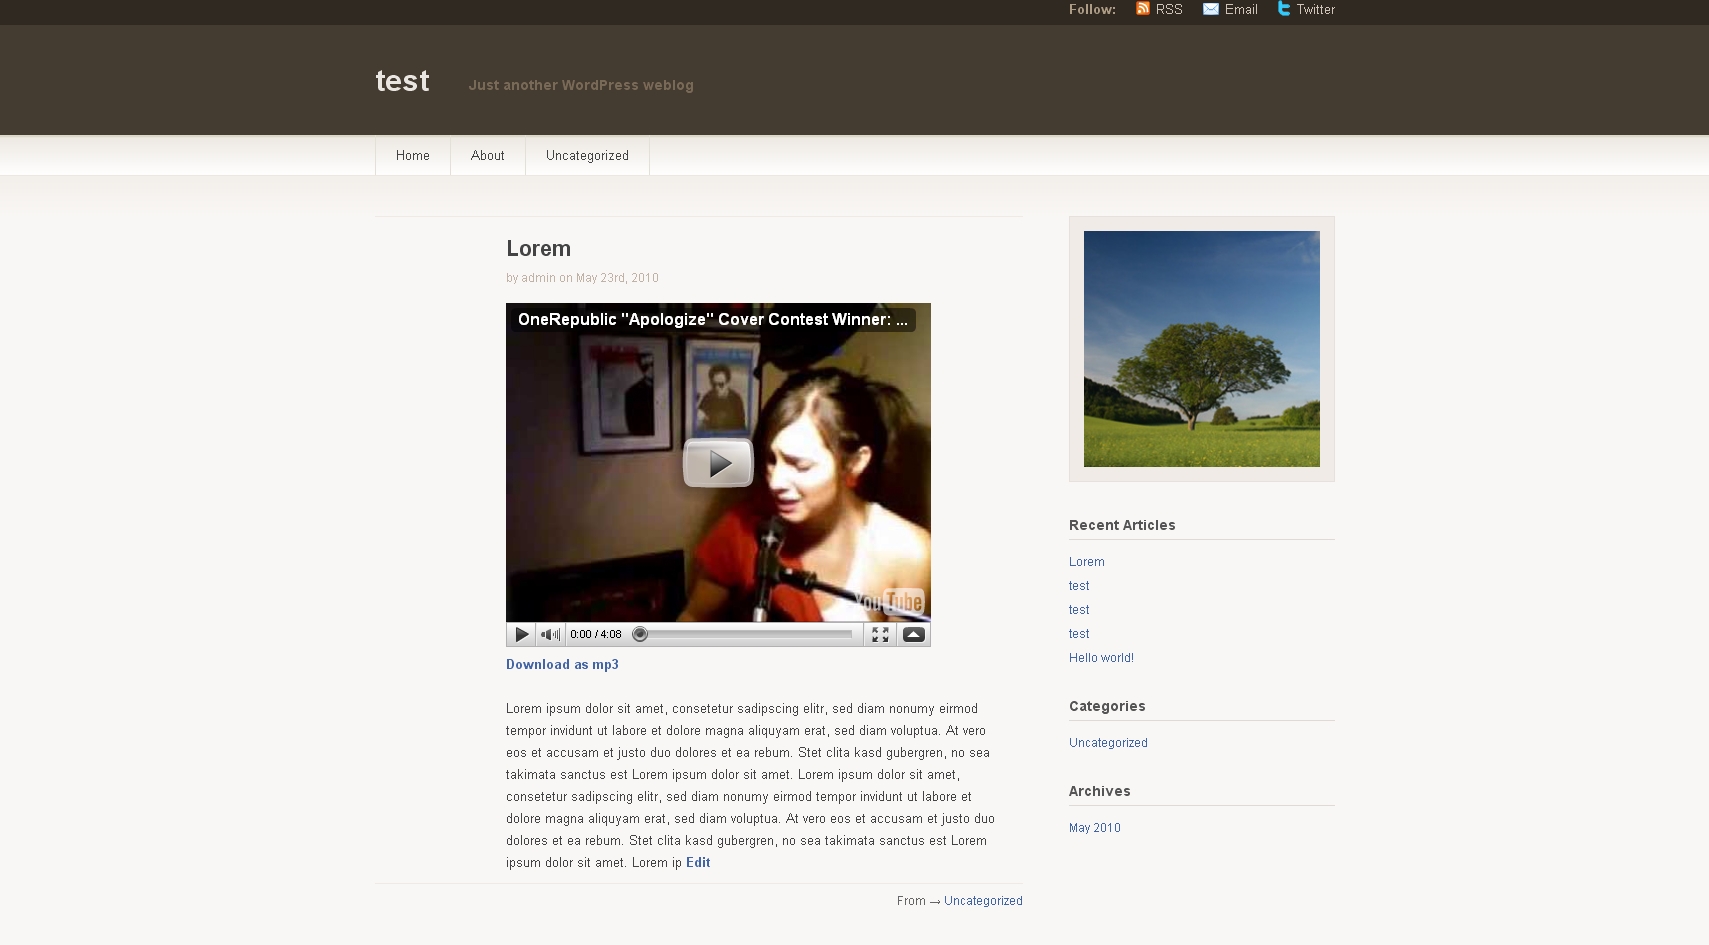 Follow: RSS Email Twitter
test Just another WordPress weblog
Home About Uncategorized
Lorem
by admin on May 23rd, 2010
OneRepublic "Apologize" Cover Contest Winner: ...
YouTube
0:00 / 4:08
Download as mp3
Lorem ipsum dolor sit amet, consetetur sadipscing elitr, sed diam nonumy eirmod
tempor invidunt ut labore et dolore magna aliquyam erat, sed diam voluptua. At vero
eos et accusam et justo duo dolores et ea rebum. Stet clita kasd gubergren, no sea
takimata sanctus est Lorem ipsum dolor sit amet. Lorem ipsum dolor sit amet,
consetetur sadipscing elitr, sed diam nonumy eirmod tempor invidunt ut labore et
dolore magna aliquyam erat, sed diam voluptua. At vero eos et accusam et justo duo
dolores et ea rebum. Stet clita kasd gubergren, no sea takimata sanctus est Lorem
ipsum dolor sit amet. Lorem ip Edit
From → Uncategorized
Recent Articles
Lorem
test
test
test
Hello world!
Categories
Uncategorized
Archives
May 2010